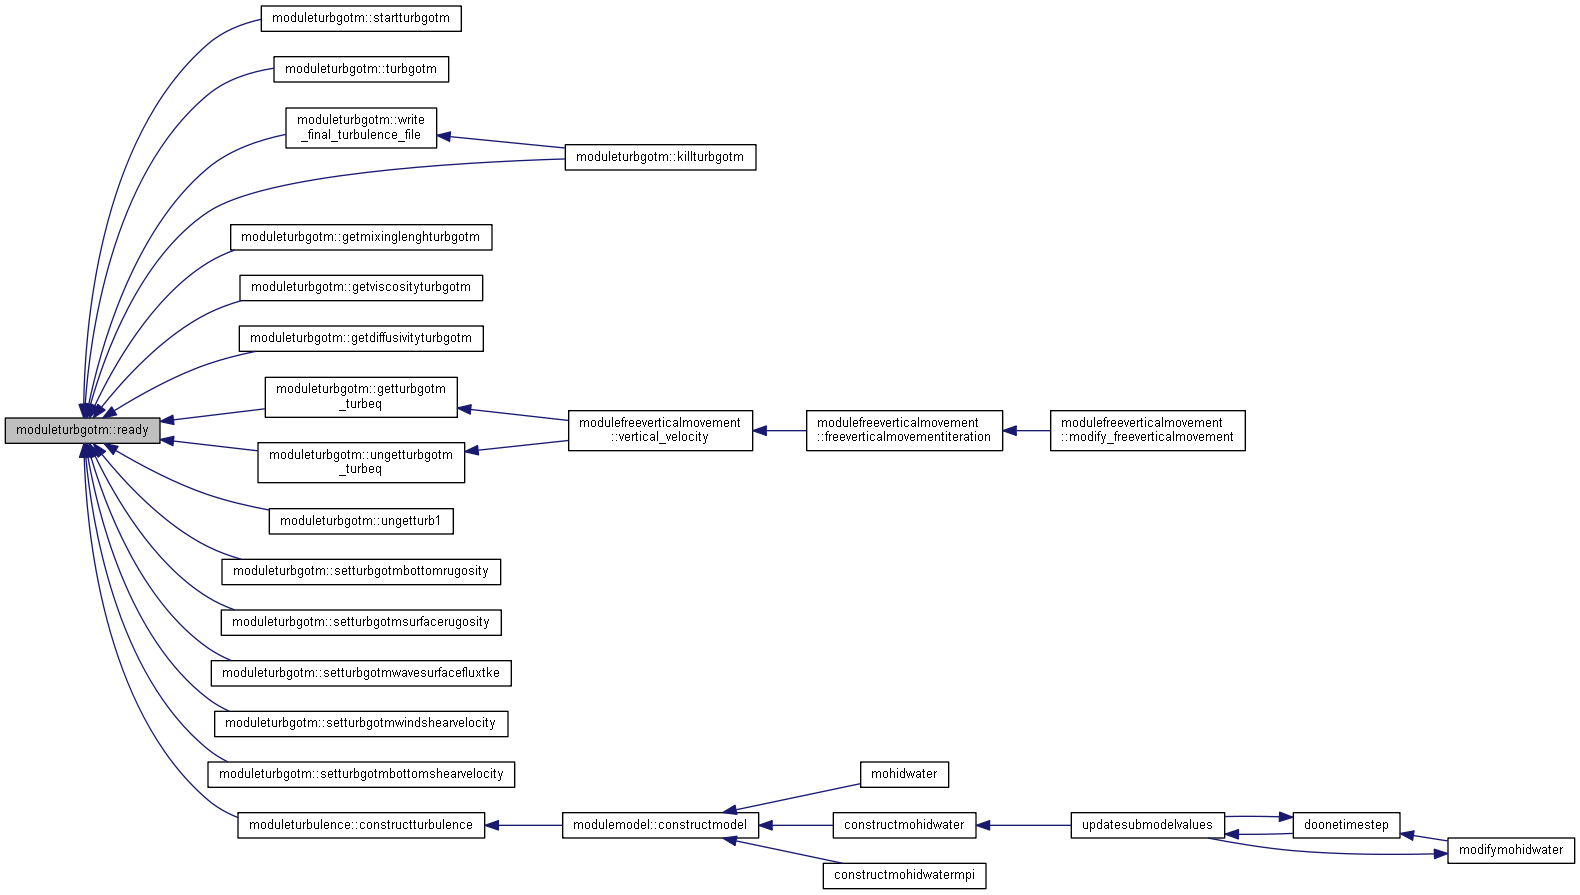 moduleturbgotm::startturbgotm
moduleturbgotm::turbgotm
moduleturbgotm::write
_final_turbulence_file
moduleturbgotm::killturbgotm
moduleturbgotm::getmixinglenghturbgotm
moduleturbgotm::getviscosityturbgotm
moduleturbgotm::getdiffusivityturbgotm
moduleturbgotm::getturbgotm
_turbeq
moduleturbgotm::ready
modulefreeverticalmovement
::vertical_velocity
modulefreeverticalmovement
::freeverticalmovementiteration
modulefreeverticalmovement
::modify_freeverticalmovement
moduleturbgotm::ungetturbgotm
_turbeq
moduleturbgotm::ungetturb1
moduleturbgotm::setturbgotmbottomrugosity
moduleturbgotm::setturbgotmsurfacerugosity
moduleturbgotm::setturbgotmwavesurfacefluxtke
moduleturbgotm::setturbgotmwindshearvelocity
moduleturbgotm::setturbgotmbottomshearvelocity
mohidwater
moduleturbulence::constructturbulence
modulemodel::constructmodel
constructmohidwater
updatesubmodelvalues
doonetimestep
modifymohidwater
constructmohidwatermpi